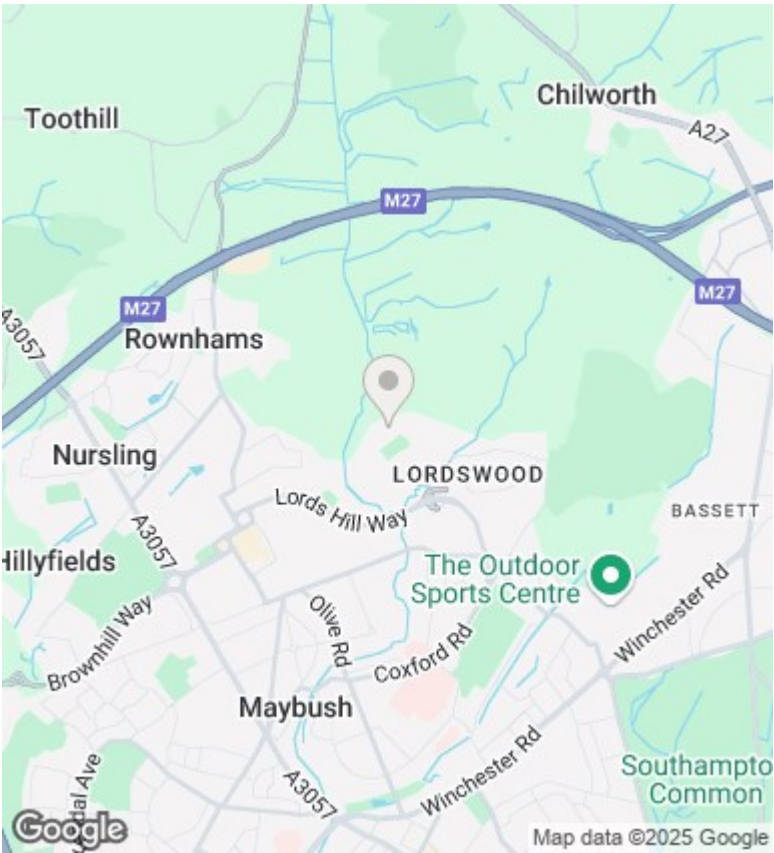 Chilworth
Toothill
A27
M27
M27
M27
A3057
Rownhams
Nursling
LORDSWOOD
Lords Hill Way
BASSETT
A3057
Hillyfields
The Outdoor
Sports Centre
Winchester Rd
Olive Rd
Brownhill Way
Coxford Rd
Maybush
Winchester Rd
A3057
Southampto
Common
Google
Map data ©2025 Google